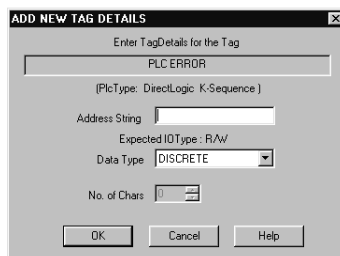 ADD NEW TAG DETAILS
Enter TagDetails for the Tag
PLC ERROR
(PlcType: DirectLogic K-Sequence )
Address String
Expected IOType : R/W
Data Type DISCRETE
No. of Chars 0
OK Cancel Help